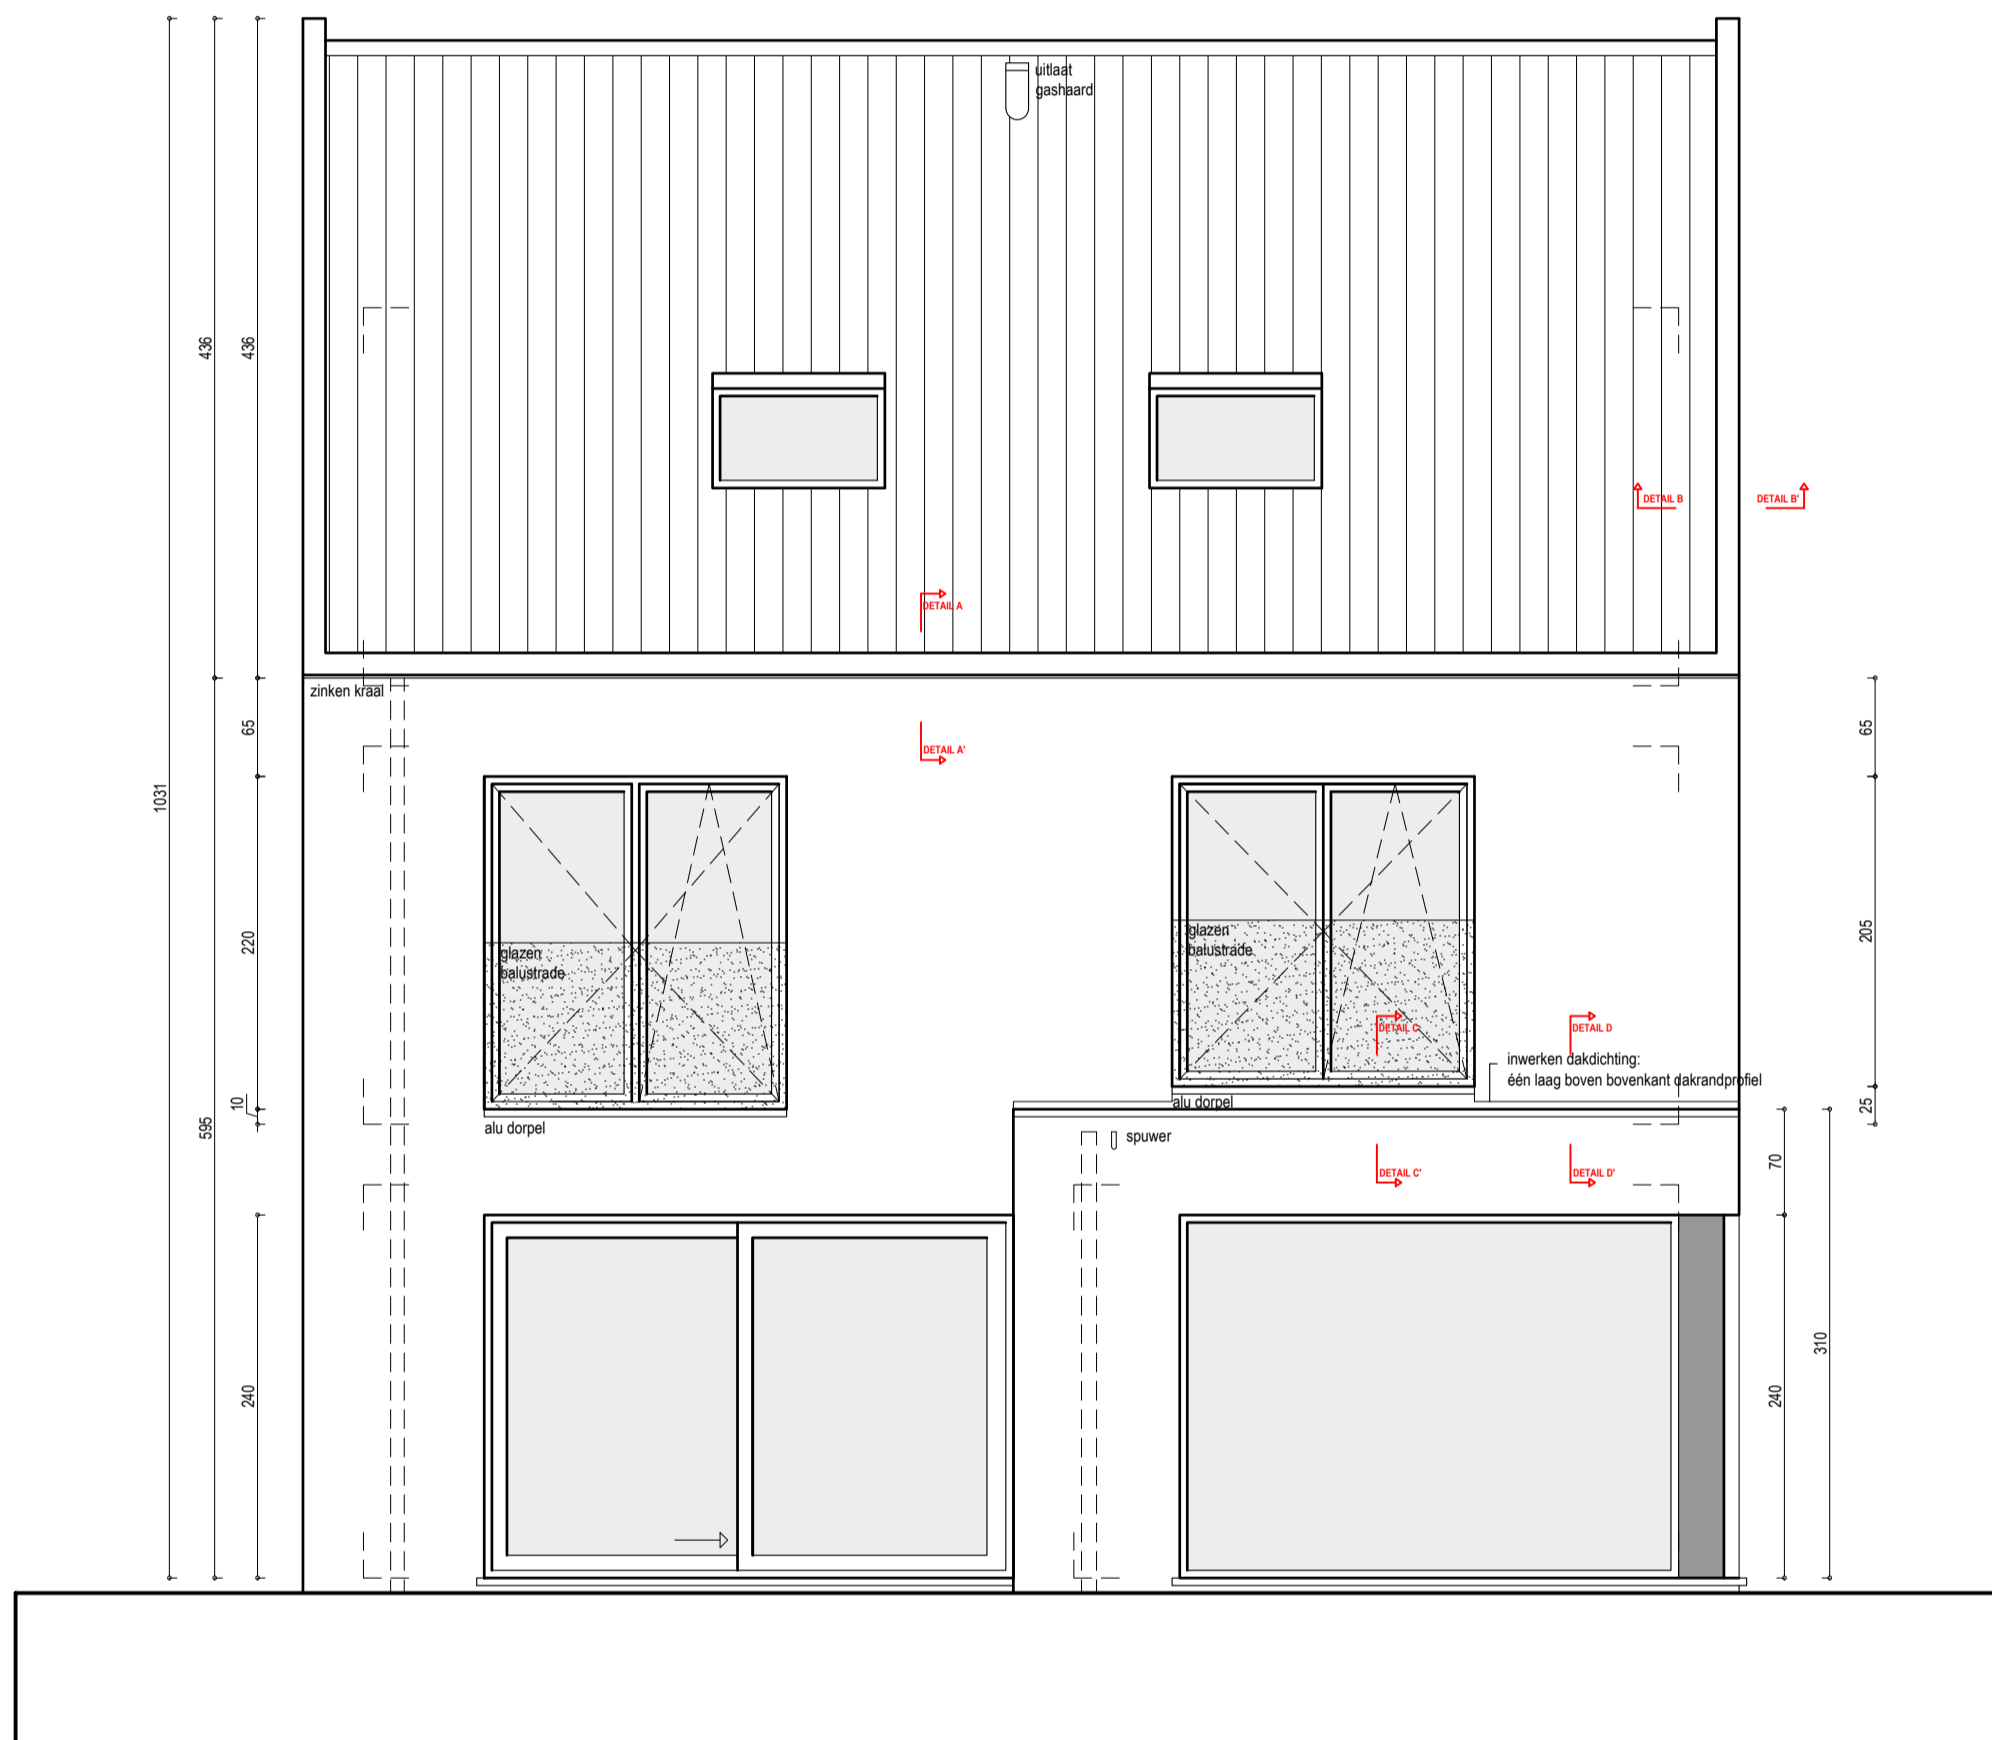 uitlaat
gashaard
436
436
DETAIL B
DETAIL B'
DETAIL A
zinken kraal
65
65
DETAIL A'
1031
glazen
balustrade
220
glazen
balustrade
205
DETAIL C
DETAIL D
inwerken dakdichting:
één laag boven bovenkant dakrandprofiel
10
alu dorpel
25
595
alu dorpel
spuwer
70
DETAIL C'
DETAIL D'
310
240
240